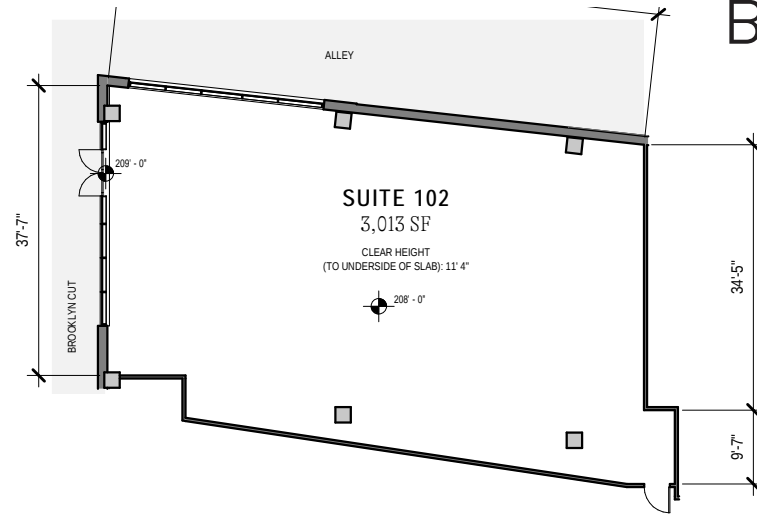 B
ALLEY
209' - 0"
SUITE 102
3,013 SF
CLEAR HEIGHT
(TO UNDERSIDE OF SLAB): 11' 4"
208' - 0"
37'-7"
BROOKLYN CUT
34'-5"
9'-7"